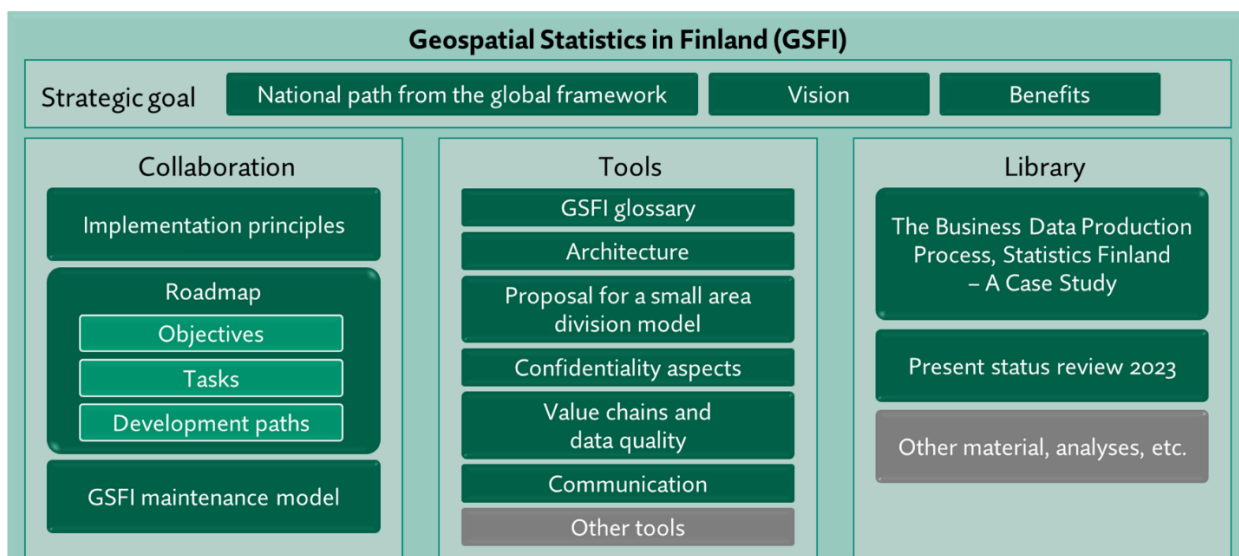 Geospatial Statistics in Finland (GSFI)
Strategic goal
National path from the global framework
Vision
Benefits
Collaboration
Implementation principles
Roadmap
Objectives
Tasks
Development paths
GSFI maintenance model
Tools
GSFI glossary
Architecture
Proposal for a small area
division model
Confidentiality aspects
Value chains and
data quality
Communication
Other tools
Library
The Business Data Production
Process, Statistics Finland
– A Case Study
Present status review 2023
Other material, analyses, etc.